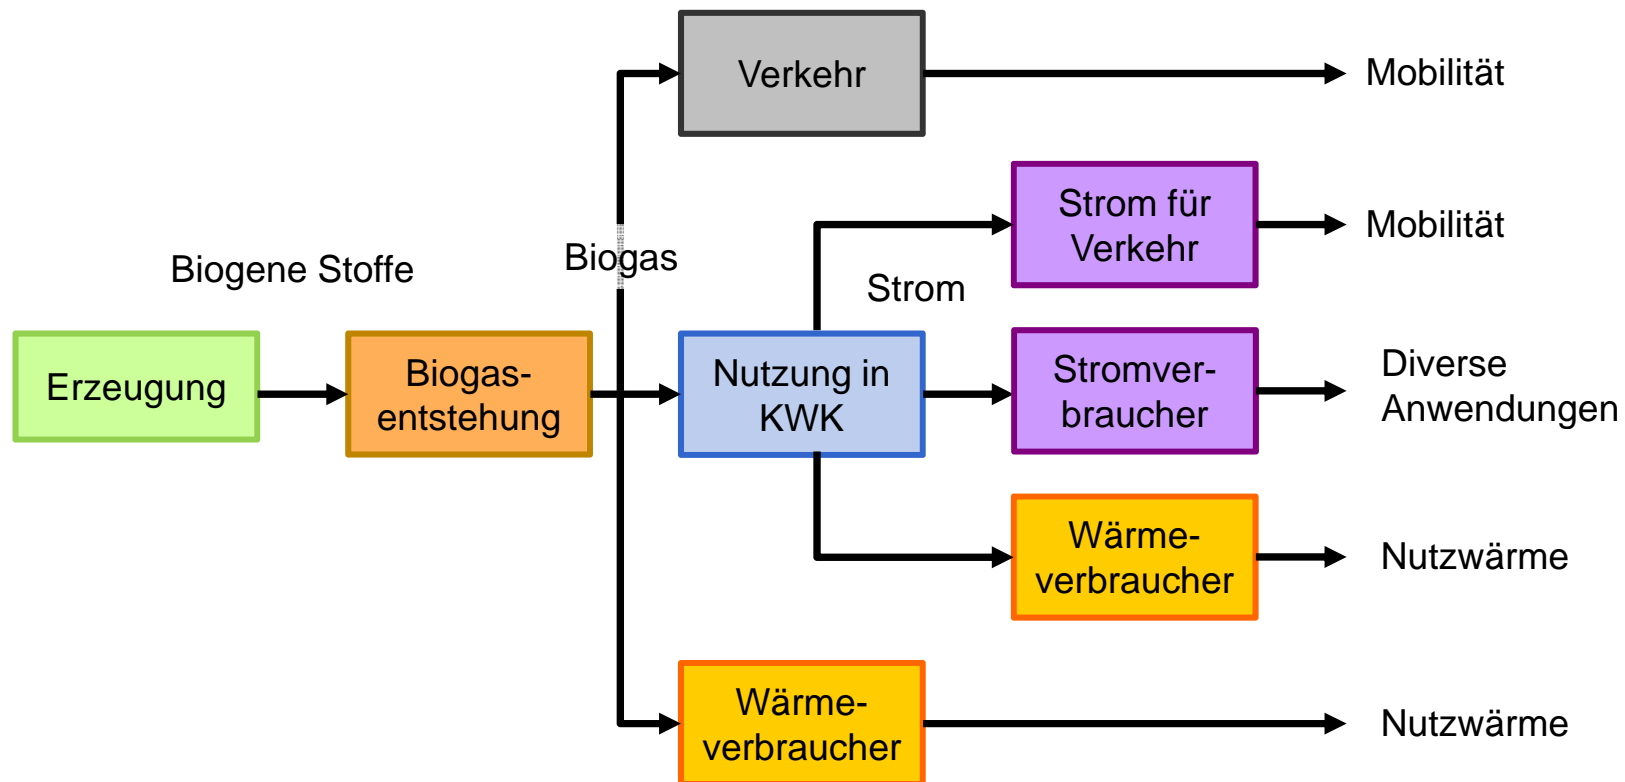 Verkehr
Mobilität
Strom für
Verkehr
Mobilität
Biogene Stoffe
Biogas
Strom
Erzeugung
Biogas-
entstehung
Nutzung in
KWK
Stromver-
braucher
Diverse
Anwendungen
Wärme-
verbraucher
Nutzwärme
Wärme-
verbraucher
Nutzwärme